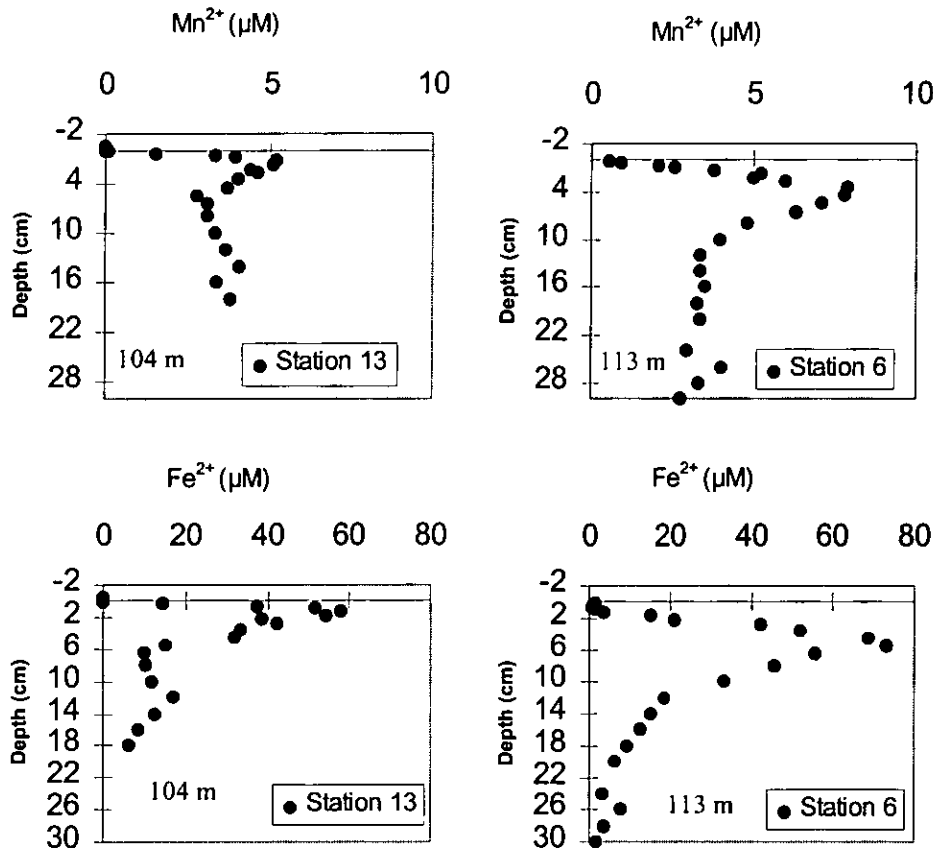 Mn²⁺ (µM)
0 5 10
-2
4
10
16
22
28
Depth (cm)
104 m
Station 13
Mn²⁺ (µM)
0 5 10
-2
4
10
16
22
28
Depth (cm)
113 m
Station 6
Fe²⁺ (µM)
0 20 40 60 80
-2
2
6
10
14
18
22
26
30
Depth (cm)
104 m
Station 13
Fe²⁺ (µM)
0 20 40 60 80
-2
2
6
10
14
18
22
26
30
Depth (cm)
113 m
Station 6